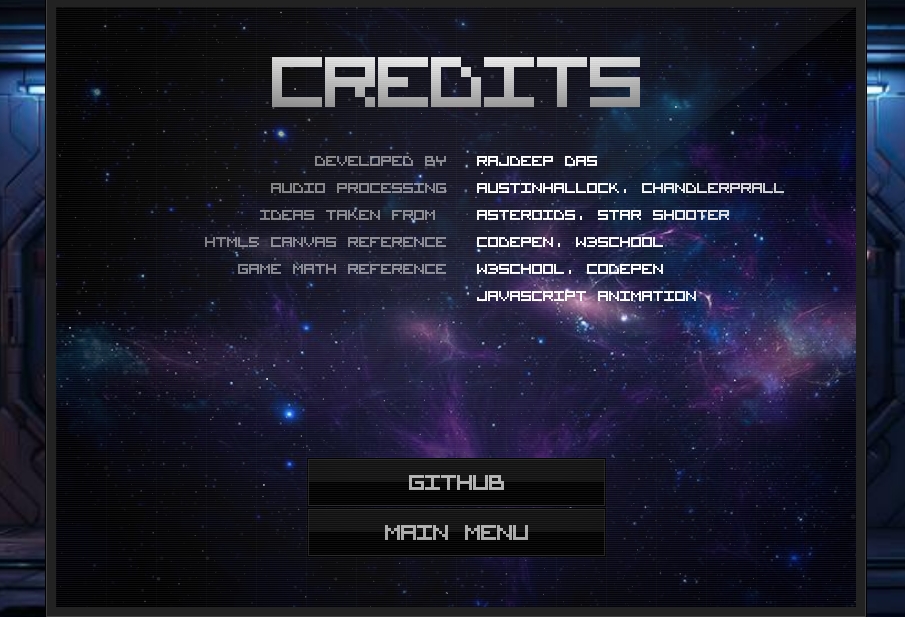 CREDITS
DEVELOPED BY RAJDEEP DAS
AUDIO PROCESSING AUSTINHALLOCK, CHANDLERPRALL
IDEAS TAKEN FROM ASTEROIDS, STAR SHOOTER
HTML5 CANVAS REFERENCE CODEPEN, W3SCHOOL
GAME MATH REFERENCE W3SCHOOL, CODEPEN
JAVASCRIPT ANIMATION
GITHUB
MAIN MENU